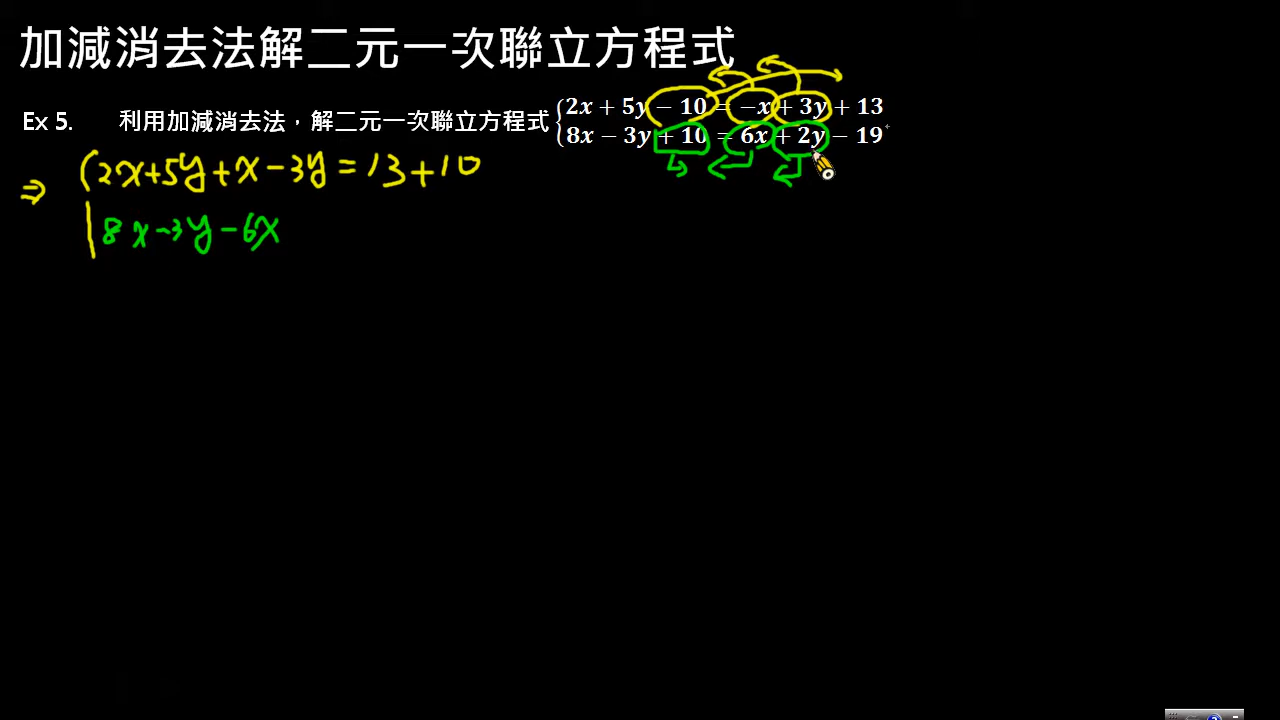 加減消去法解二元一次聯立方程式
Ex 5. 利用加減消去法，解二元一次聯立方程式 {2x + 5y − 10 = −x + 3y + 13
8x − 3y + 10 = 6x + 2y − 19
⇒ {2x+5y+x-3y=13+10
8x-3y-6x